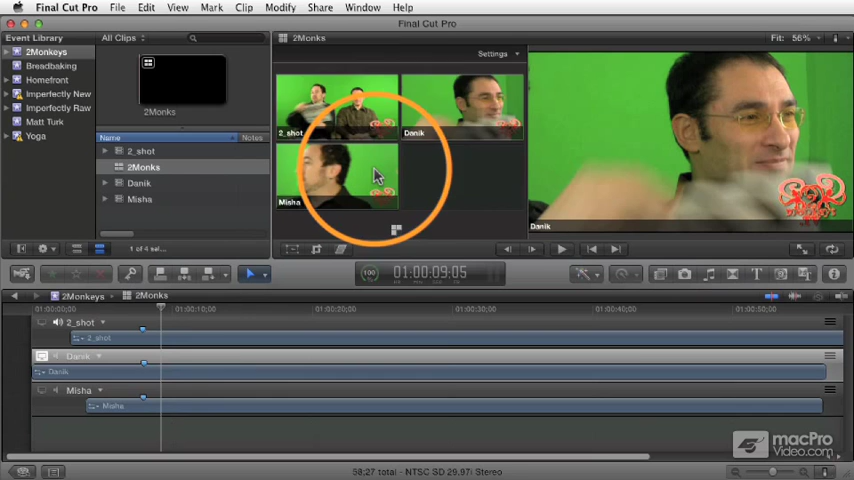 Final Cut Pro File Edit View Mark Clip Modify Share Window Help
Final Cut Pro
Event Library
All Clips
2Monkeys
Fit: 56%
2Monkeys
Breadbaking
Homefront
Imperfectly New
Imperfectly Raw
Matt Turk
Yoga
2Monks
Name
Notes
2_shot
2Monks
Danik
Misha
1 of 4 sel...
Settings
2_shot
Danik
Misha
Danik
100
01:00:09:05
2Monkeys
2Monks
01:00:00:00
01:00:10:00
01:00:20:00
01:00:30:00
01:00:40:00
01:00:50:00
2_shot
2_shot
Danik
Danik
Misha
Misha
macPro
Video.com
58:27 total - NTSC SD 29.97i Stereo